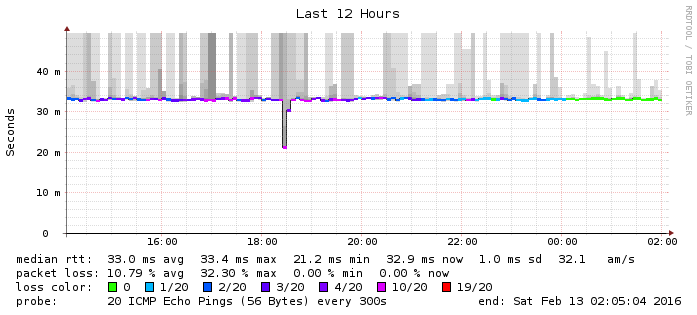 Last 12 Hours
RRDTOOL / TOBI OETIKER
Seconds
40 m
30 m
20 m
10 m
0
16:00 18:00 20:00 22:00 00:00 02:00
median rtt: 33.0 ms avg 33.4 ms max 21.2 ms min 32.9 ms now 1.0 ms sd 32.1 am/s
packet loss: 10.79 % avg 32.30 % max 0.00 % min 0.00 % now
loss color: 0 1/20 2/20 3/20 4/20 10/20 19/20
probe: 20 ICMP Echo Pings (56 Bytes) every 300s end: Sat Feb 13 02:05:04 2016